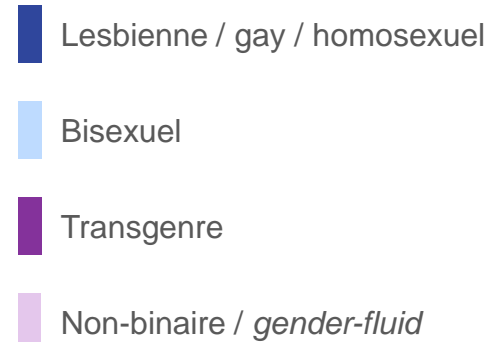 Lesbienne / gay / homosexuel
Bisexuel
Transgenre
Non-binaire / gender-fluid